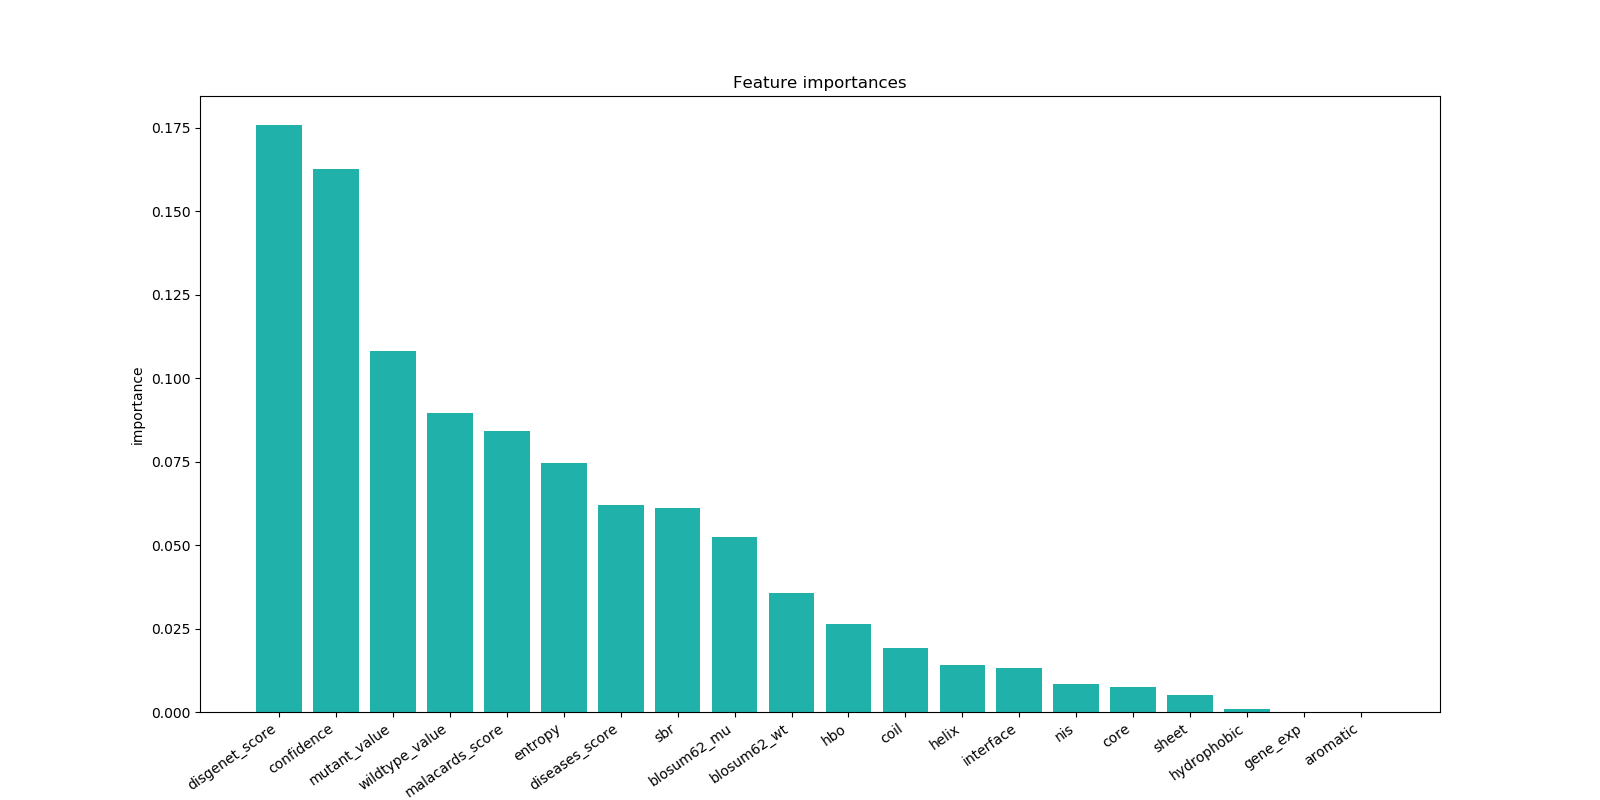 Feature importances
importance
0.175
0.150
0.125
0.100
0.075
0.050
0.025
0.000
disgenet_score
confidence
mutant_value
wildtype_value
malacards_score
entropy
diseases_score
sbr
blosum62_mu
blosum62_wt
hbo
coil
helix
interface
nis
core
sheet
hydrophobic
gene_exp
aromatic